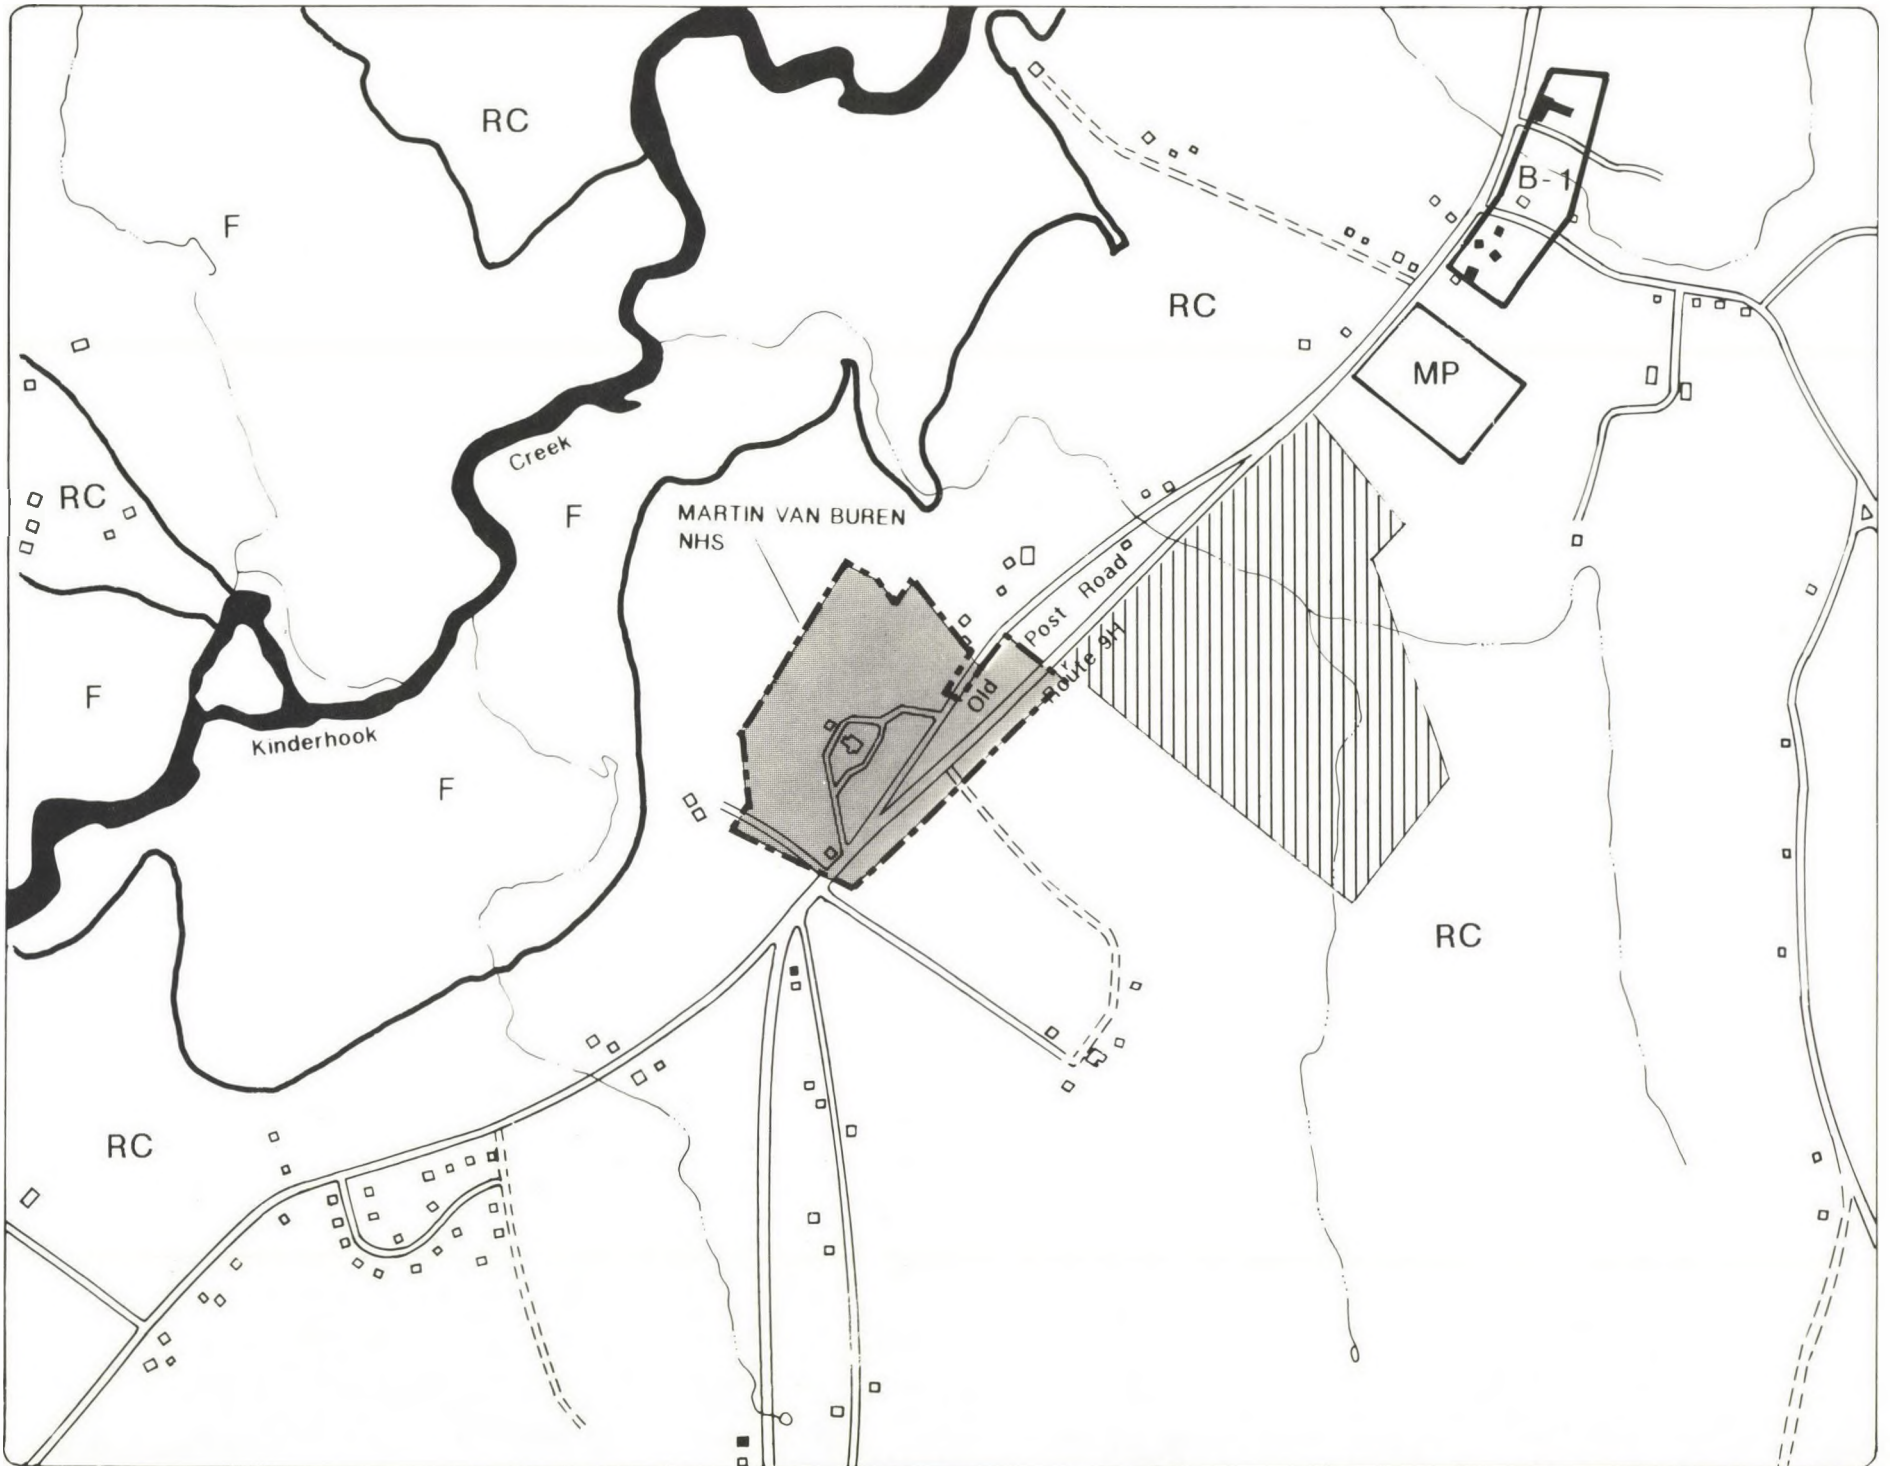 RC
B-1
F
RC
MP
Creek
RC
F
MARTIN VAN BUREN
NHS
Old Post Road
Route 9H
F
Kinderhook
F
RC
RC